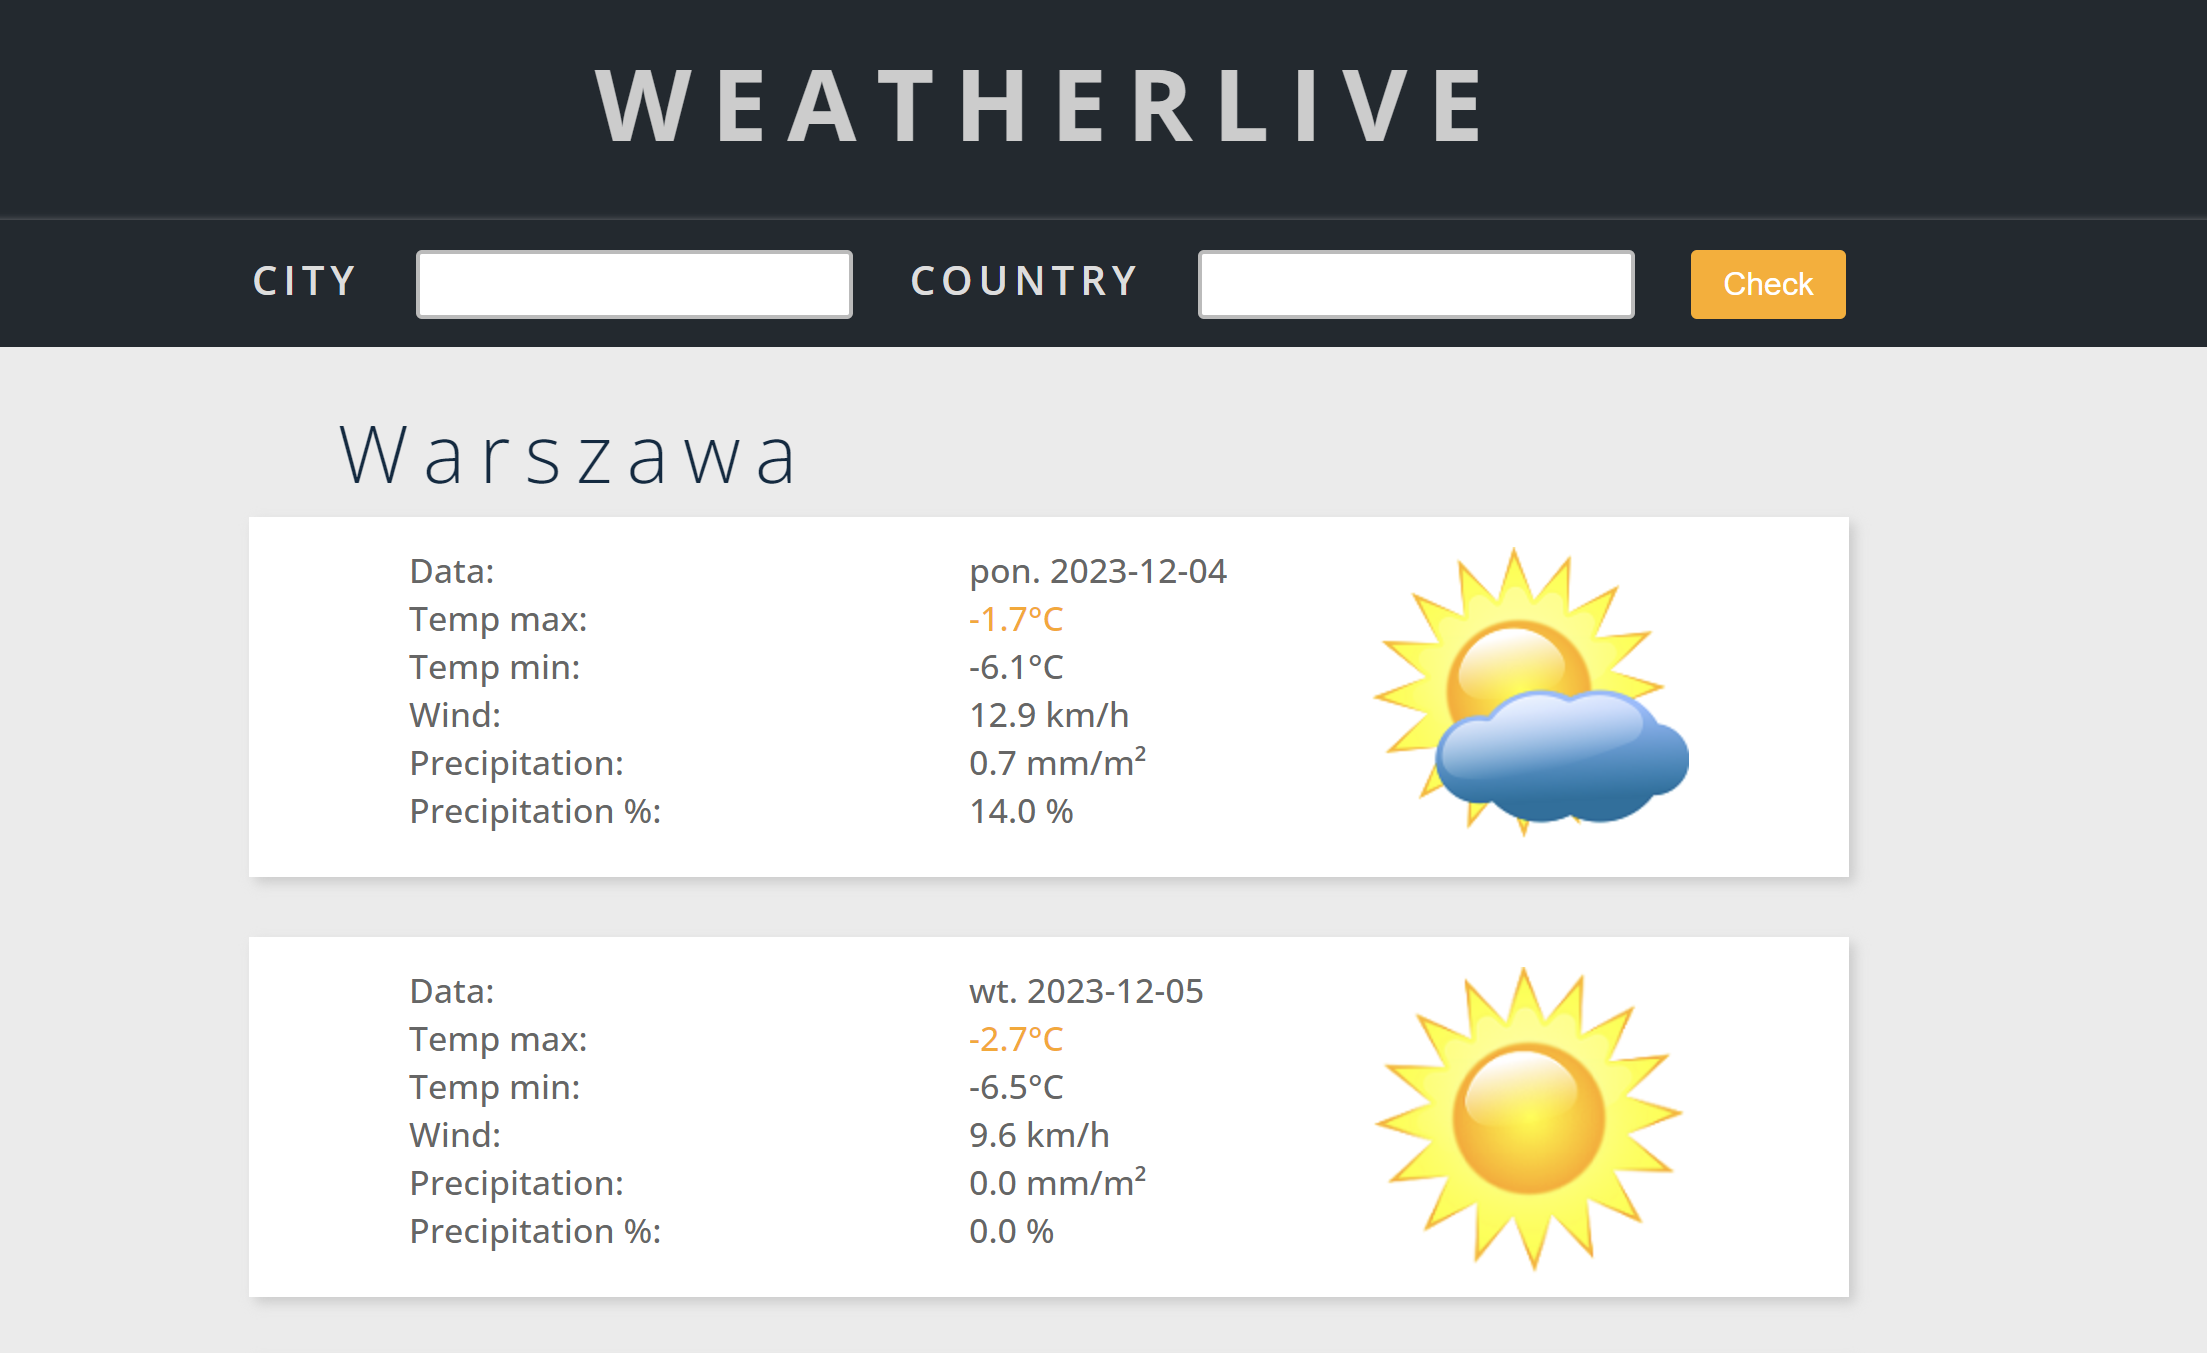 WEATHERLIVE
CITY COUNTRY Check
Warszawa
Data: pon. 2023-12-04
Temp max: -1.7°C
Temp min: -6.1°C
Wind: 12.9 km/h
Precipitation: 0.7 mm/m²
Precipitation %: 14.0 %
Data: wt. 2023-12-05
Temp max: -2.7°C
Temp min: -6.5°C
Wind: 9.6 km/h
Precipitation: 0.0 mm/m²
Precipitation %: 0.0 %